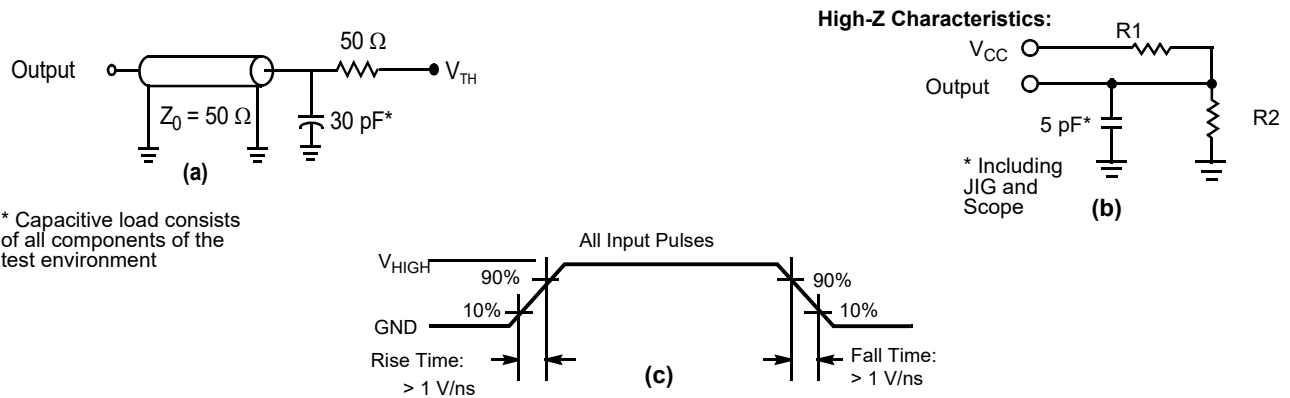 High-Z Characteristics:
50 Ω
R1
V_CC
Output
V_TH
Output
Z_0 = 50 Ω
30 pF*
5 pF*
R2
(a)
* Including
JIG and
Scope
(b)
* Capacitive load consists
of all components of the
test environment
All Input Pulses
V_HIGH
90%
90%
10%
10%
GND
Rise Time:
> 1 V/ns
(c)
Fall Time:
> 1 V/ns